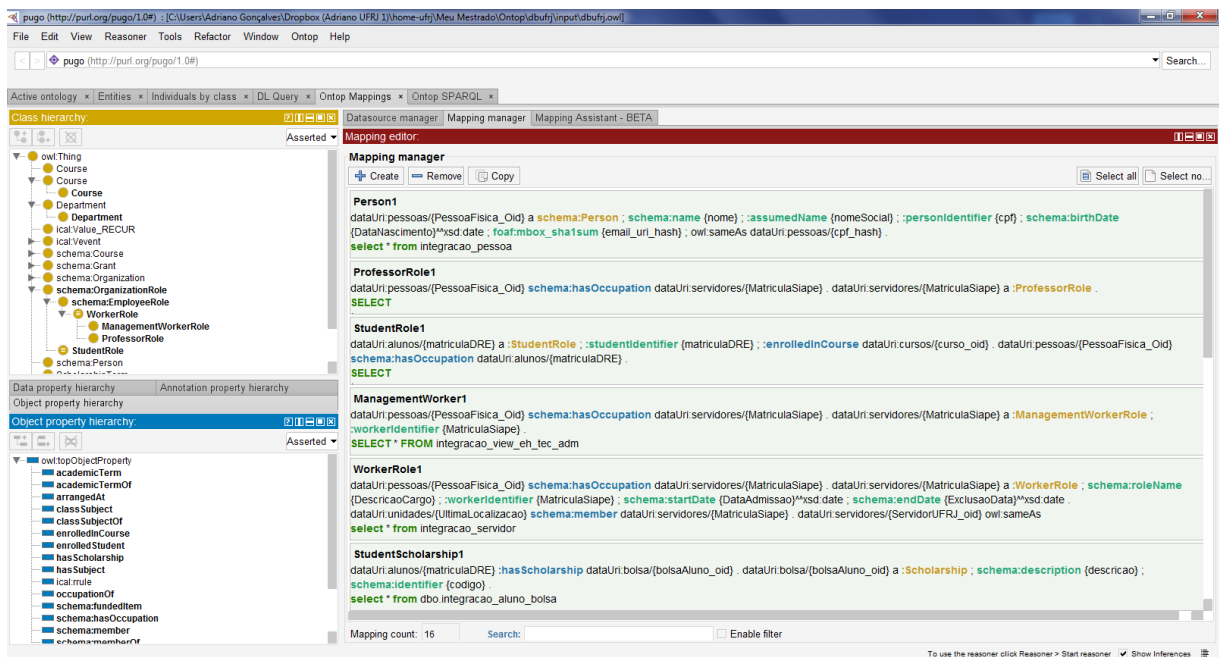 pugo (http://purl.org/pugo/1.0#) : [C:\Users\Adriano Gonçalves\Dropbox (Adriano UFRJ 1)\home-ufrj\Meu Mestrado\Ontop\dbufrj\input\dbufrj.owl]
File Edit View Reasoner Tools Refactor Window Ontop Help
< > pugo (http://purl.org/pugo/1.0#) Search...
Active ontology × Entities × Individuals by class × DL Query × Ontop Mappings × Ontop SPARQL ×
Class hierarchy:
Asserted
owl:Thing
Course
Course
Course
Department
Department
ical:Value_RECUR
ical:Vevent
schema:Course
schema:Grant
schema:Organization
schema:OrganizationRole
schema:EmployeeRole
WorkerRole
ManagementWorkerRole
ProfessorRole
StudentRole
schema:Person
Data property hierarchy Annotation property hierarchy
Object property hierarchy
Object property hierarchy:
Asserted
owl:topObjectProperty
academicTerm
academicTermOf
arrangedAt
classSubject
classSubjectOf
enrolledInCourse
enrolledStudent
hasScholarship
hasSubject
ical:rrule
occupationOf
schema:fundedItem
schema:hasOccupation
schema:member
schema:memberOf
Datasource manager Mapping manager Mapping Assistant - BETA
Mapping editor:
Mapping manager
Create Remove Copy Select all Select no...
Person1
dataUri:pessoas/{PessoaFisica_Oid} a schema:Person ; schema:name {nome} ; :assumedName {nomeSocial} ; :personIdentifier {cpf} ; schema:birthDate
{DataNascimento}^^xsd:date ; foaf:mbox_sha1sum {email_uri_hash} ; owl:sameAs dataUri:pessoas/{cpf_hash} .
select * from integracao_pessoa
ProfessorRole1
dataUri:pessoas/{PessoaFisica_Oid} schema:hasOccupation dataUri:servidores/{MatriculaSiape} . dataUri:servidores/{MatriculaSiape} a :ProfessorRole .
SELECT
StudentRole1
dataUri:alunos/{matriculaDRE} a :StudentRole ; :studentIdentifier {matriculaDRE} ; :enrolledInCourse dataUri:cursos/{curso_oid} . dataUri:pessoas/{PessoaFisica_Oid}
schema:hasOccupation dataUri:alunos/{matriculaDRE} .
SELECT
ManagementWorker1
dataUri:pessoas/{PessoaFisica_Oid} schema:hasOccupation dataUri:servidores/{MatriculaSiape} . dataUri:servidores/{MatriculaSiape} a :ManagementWorkerRole ;
:workerIdentifier {MatriculaSiape} .
SELECT * FROM integracao_view_eh_tec_adm
WorkerRole1
dataUri:pessoas/{PessoaFisica_Oid} schema:hasOccupation dataUri:servidores/{MatriculaSiape} . dataUri:servidores/{MatriculaSiape} a :WorkerRole ; schema:roleName
{DescricaoCargo} ; :workerIdentifier {MatriculaSiape} ; schema:startDate {DataAdmissao}^^xsd:date ; schema:endDate {ExclusaoData}^^xsd:date .
dataUri:unidades/{UltimaLocalizacao} schema:member dataUri:servidores/{MatriculaSiape} . dataUri:servidores/{ServidorUFRJ_oid} owl:sameAs
select * from integracao_servidor
StudentScholarship1
dataUri:alunos/{matriculaDRE} :hasScholarship dataUri:bolsa/{bolsaAluno_oid} . dataUri:bolsa/{bolsaAluno_oid} a :Scholarship ; schema:description {descricao} ;
schema:identifier {codigo} .
select * from dbo.integracao_aluno_bolsa
Mapping count: 16 Search: Enable filter
To use the reasoner click Reasoner > Start reasoner Show Inferences